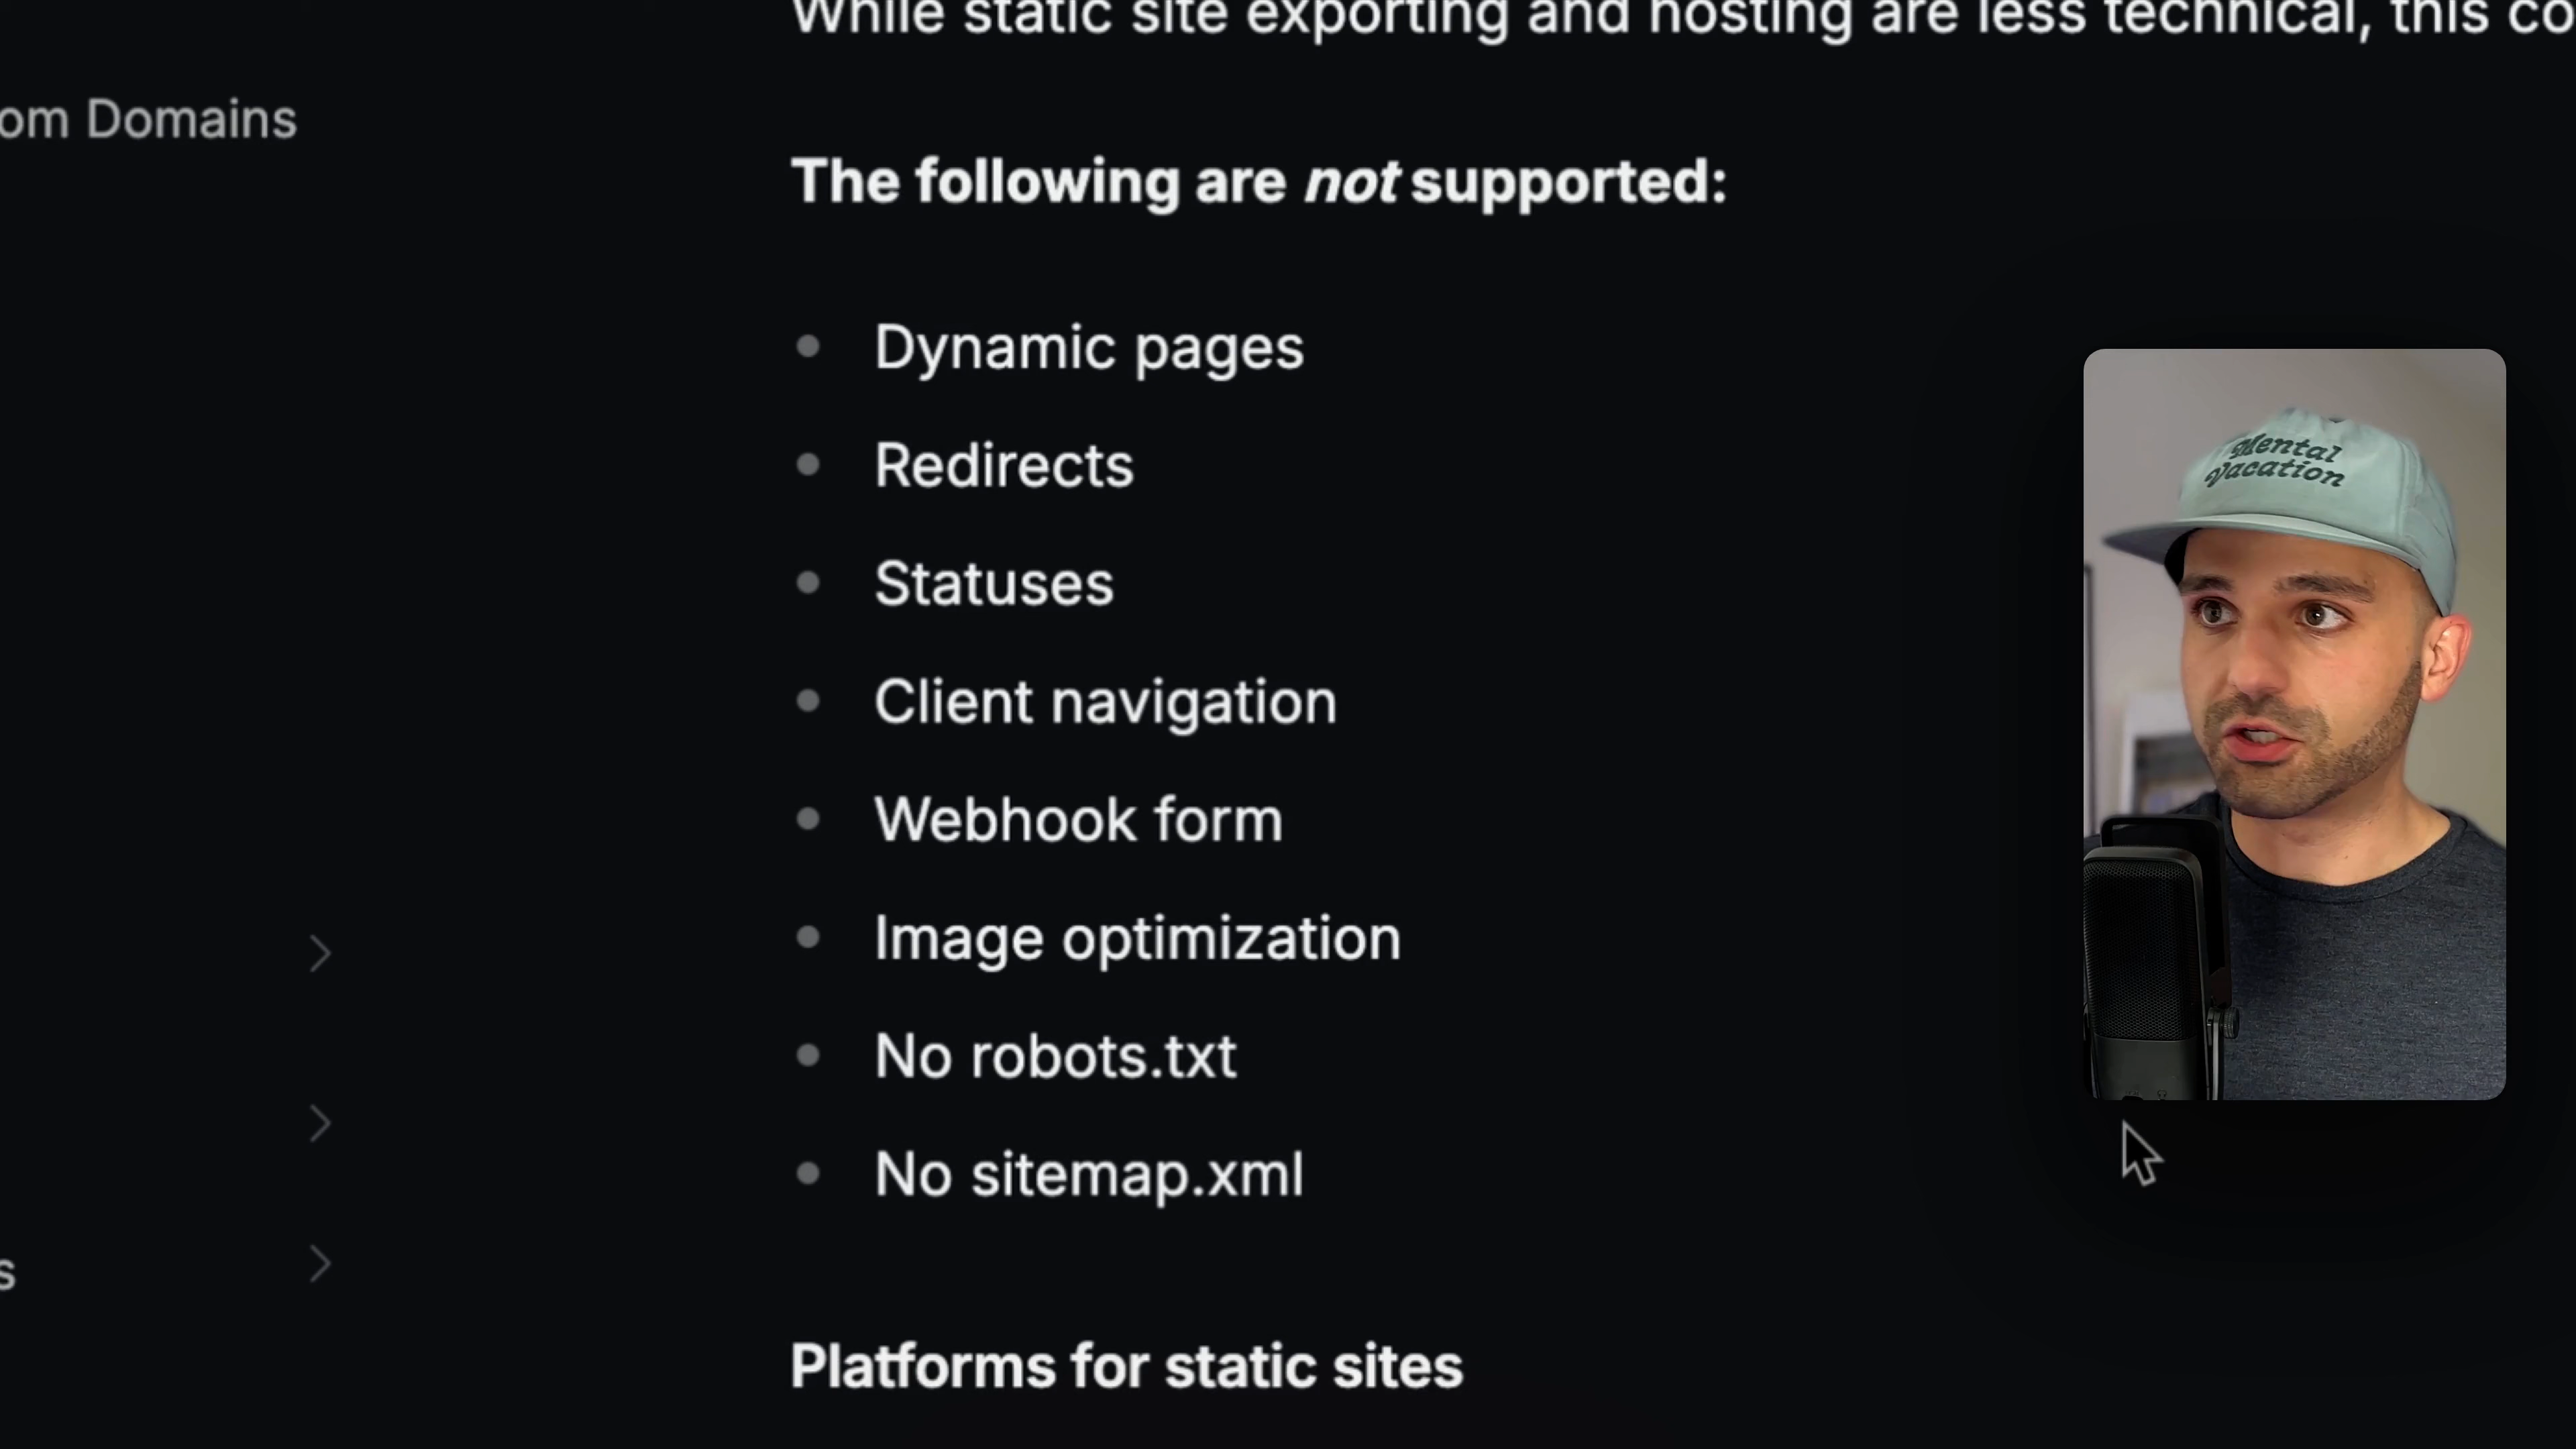 While static site exporting and hosting are less technical, this
om Domains
The following are not supported:
Dynamic pages
Redirects
Statuses
Client navigation
Webhook form
Image optimization
No robots.txt
No sitemap.xml
s
Platforms for static sites
Mental
Vacation